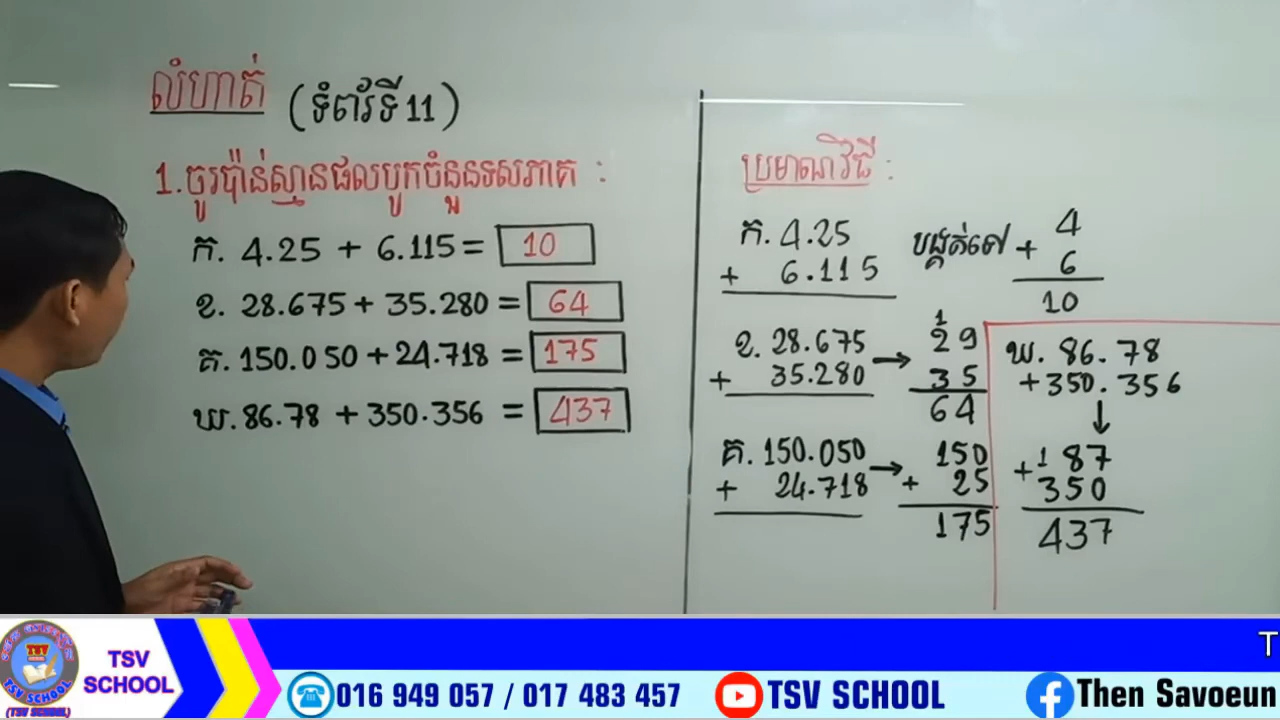 លំហាត់ (ទំព័រទី 11)
1. ចូរប៉ាន់ស្មានផលបូកចំនួនទសភាគ :
ក. 4.25 + 6.115 = 10
ខ. 28.675 + 35.280 = 64
គ. 150.050 + 24.718 = 175
ឃ. 86.78 + 350.356 = 437
ប្រមាណវិធី :
ក. 4.25
+ 6.115
បង្គត់ទៅ
4
+ 6
10
ខ. 28.675 →
+ 35.280
1
29
35
64
គ. 150.050 →
+ 24.718
150
+ 25
175
ឃ. 86.78
+350.356
↓
1 87
+ 350
437
TSV SCHOOL
TSV
TSV SCHOOL
(TSV SCHOOL)
016 949 057 / 017 483 457
TSV SCHOOL
Then Savoeun
T